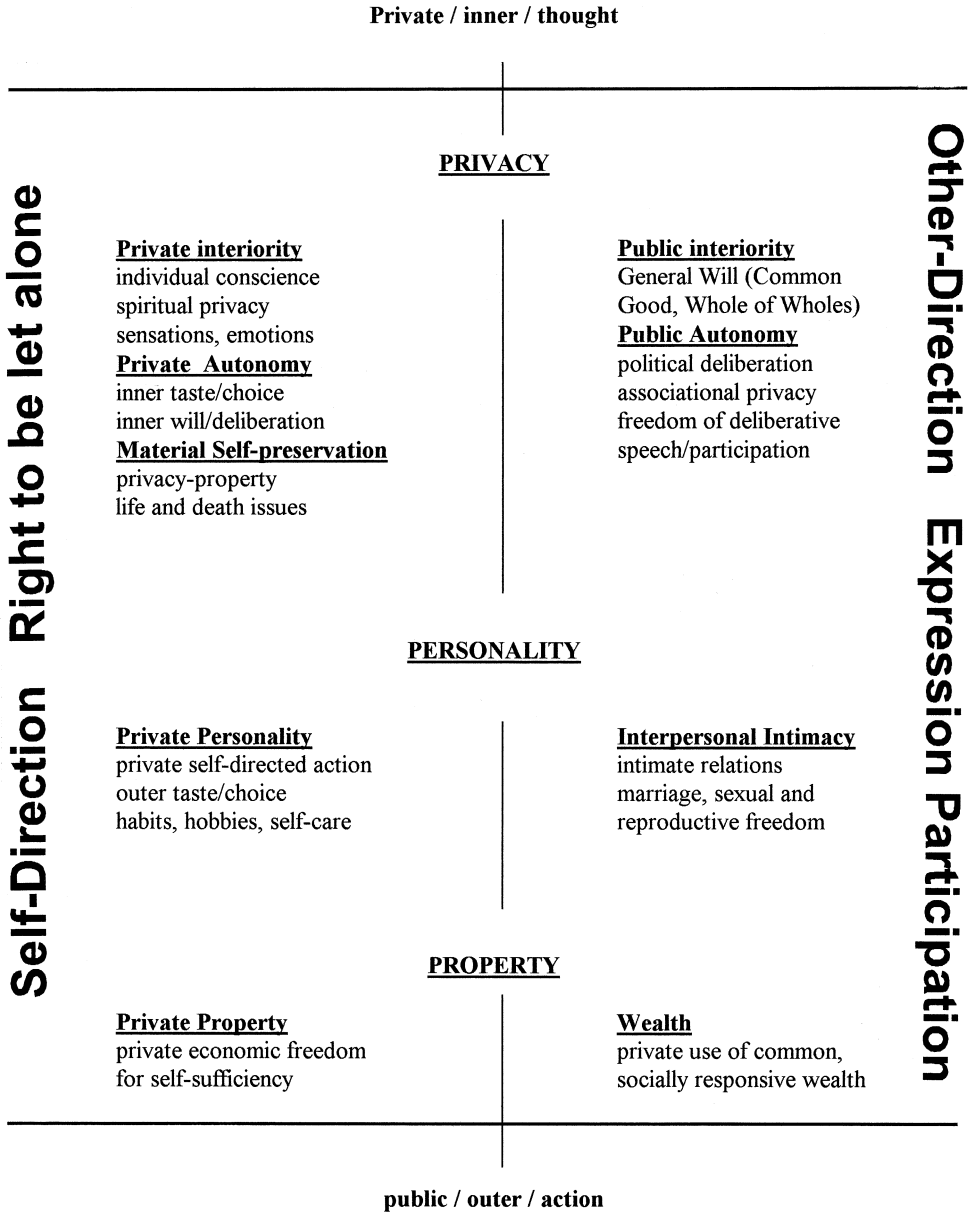 Private / inner / thought
Self-Direction Right to be let alone
PRIVACY
Private interiority
individual conscience
spiritual privacy
sensations, emotions
Private Autonomy
inner taste/choice
inner will/deliberation
Material Self-preservation
privacy-property
life and death issues
Public interiority
General Will (Common
Good, Whole of Wholes)
Public Autonomy
political deliberation
associational privacy
freedom of deliberative
speech/participation
PERSONALITY
Private Personality
private self-directed action
outer taste/choice
habits, hobbies, self-care
Interpersonal Intimacy
intimate relations
marriage, sexual and
reproductive freedom
PROPERTY
Private Property
private economic freedom
for self-sufficiency
Wealth
private use of common,
socially responsive wealth
Other-Direction Expression Participation
public / outer / action